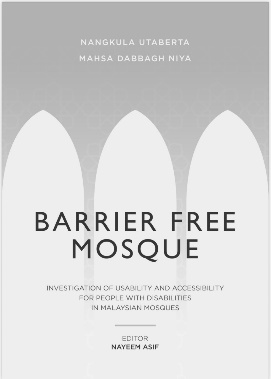 NANGKULA UTABERTA
MAHSA DABBAGH NIYA
BARRIER FREE
MOSQUE
INVESTIGATION OF USABILITY AND ACCESSIBILITY
FOR PEOPLE WITH DISABILITIES
IN MALAYSIAN MOSQUES
EDITOR
NAYEEM ASIF